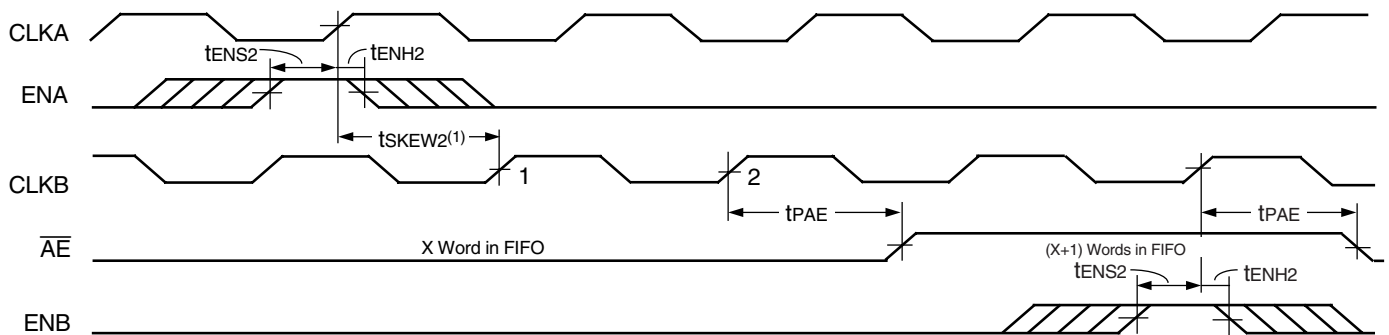 CLKA
tENS2
tENH2
ENA
tSKEW2(1)
CLKB
1
2
tPAE
tPAE
AE
X Word in FIFO
(X+1) Words in FIFO
tENS2
tENH2
ENB